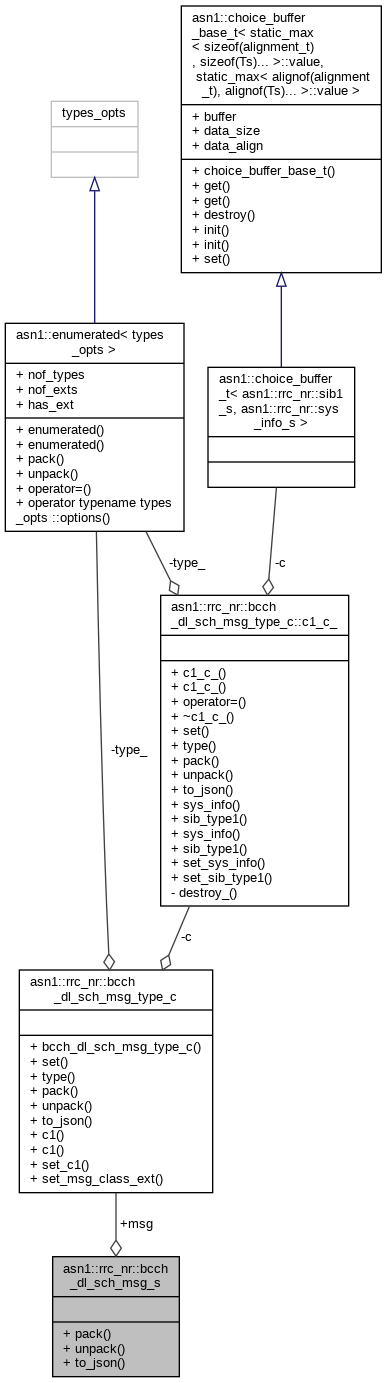 asn1::choice_buffer
_base_t< static_max
< sizeof(alignment_t)
, sizeof(Ts)... >::value,
static_max< alignof(alignment
_t), alignof(Ts)... >::value >
+ buffer
+ data_size
+ data_align
+ choice_buffer_base_t()
+ get()
+ get()
+ destroy()
+ init()
+ init()
+ set()
types_opts
asn1::enumerated< types
_opts >
+ nof_types
+ nof_exts
+ has_ext
+ enumerated()
+ enumerated()
+ pack()
+ unpack()
+ operator=()
+ operator typename types
_opts ::options()
asn1::choice_buffer
_t< asn1::rrc_nr::sib1
_s, asn1::rrc_nr::sys
_info_s >
-type_
-c
asn1::rrc_nr::bcch
_dl_sch_msg_type_c::c1_c_
+ c1_c_()
+ c1_c_()
+ operator=()
+ ~c1_c_()
+ set()
+ type()
+ pack()
+ unpack()
+ to_json()
+ sys_info()
+ sib_type1()
+ sys_info()
+ sib_type1()
+ set_sys_info()
+ set_sib_type1()
- destroy_()
-type_
-c
asn1::rrc_nr::bcch
_dl_sch_msg_type_c
+ bcch_dl_sch_msg_type_c()
+ set()
+ type()
+ pack()
+ unpack()
+ to_json()
+ c1()
+ c1()
+ set_c1()
+ set_msg_class_ext()
+msg
asn1::rrc_nr::bcch
_dl_sch_msg_s
+ pack()
+ unpack()
+ to_json()